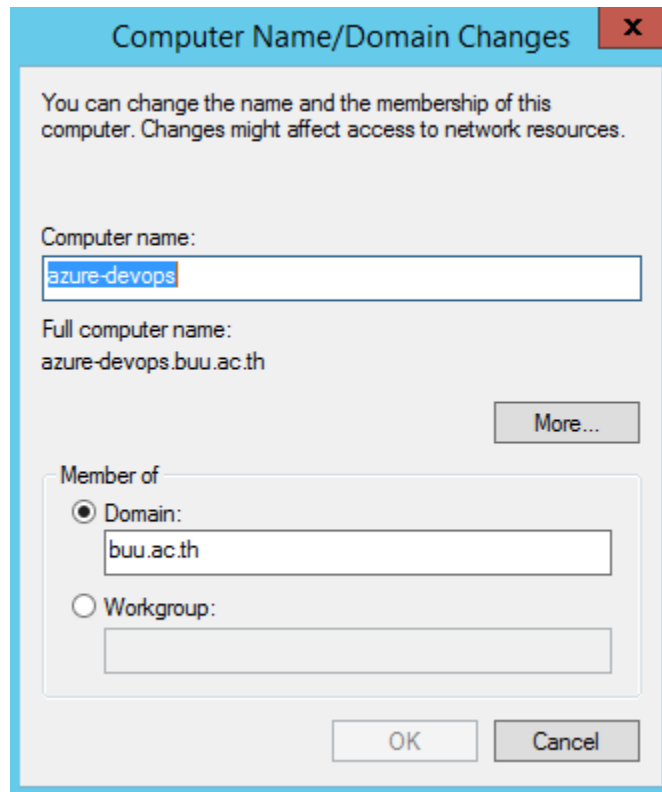 Computer Name/Domain Changes
x
You can change the name and the membership of this
computer. Changes might affect access to network resources.
Computer name:
azure-devops
Full computer name:
azure-devops.buu.ac.th
More...
Member of
Domain:
buu.ac.th
Workgroup:
OK
Cancel